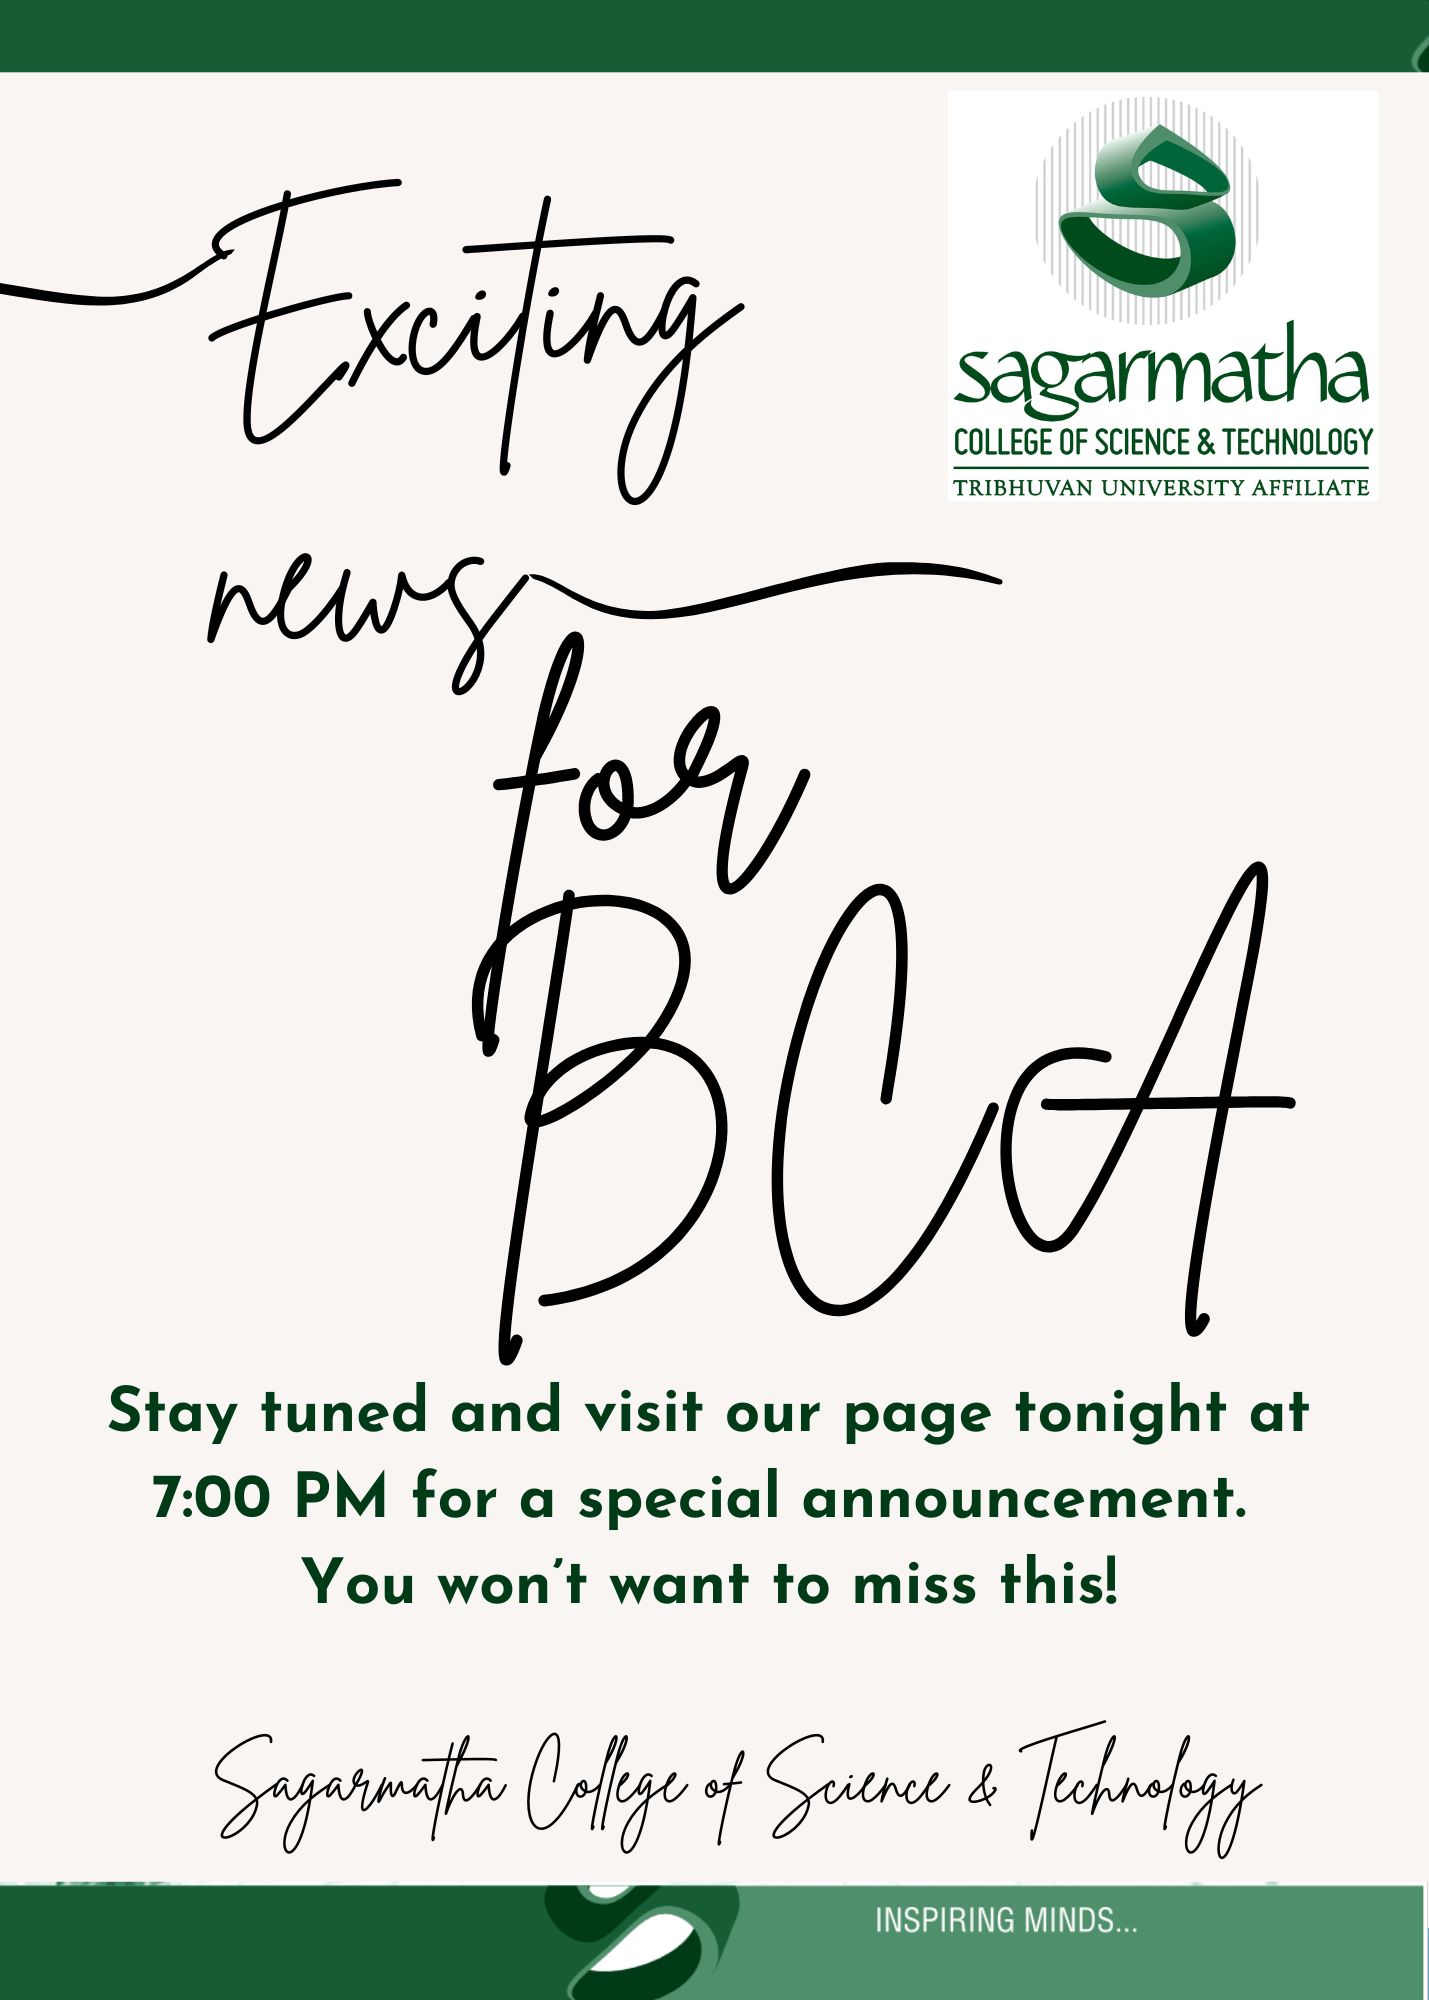 Exciting
news
for
BCA
sagarmatha
COLLEGE OF SCIENCE & TECHNOLOGY
TRIBHUVAN UNIVERSITY AFFILIATE
Stay tuned and visit our page tonight at
7:00 PM for a special announcement.
You won't want to miss this!
Sagarmatha College of Science & Technology
INSPIRING MINDS...